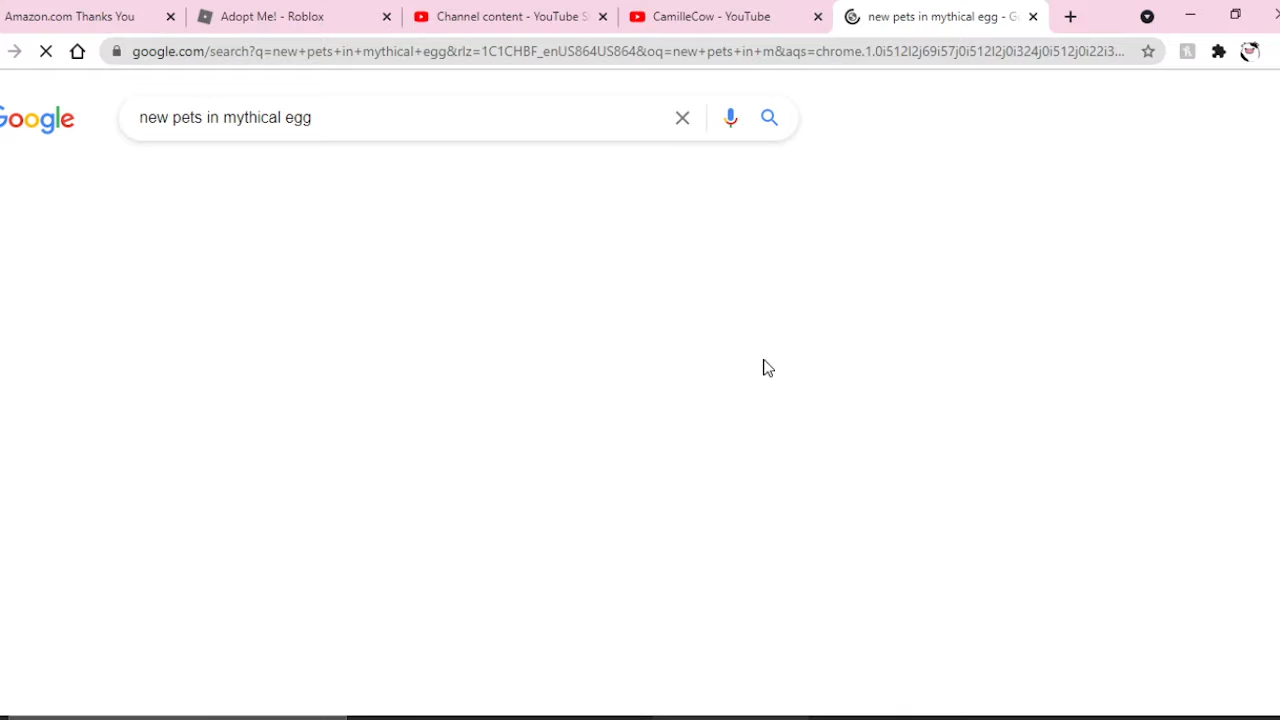 Amazon.com Thanks You
Adopt Me! - Roblox
Channel content - YouTube S
CamilleCow - YouTube
new pets in mythical egg - G
google.com/search?q=new+pets+in+mythical+egg&rlz=1C1CHBF_enUS864US864&oq=new+pets+in+m&aqs=chrome.1.0i512l2j69i57j0i512l2j0i324j0i512j0i22i3...
Google
new pets in mythical egg